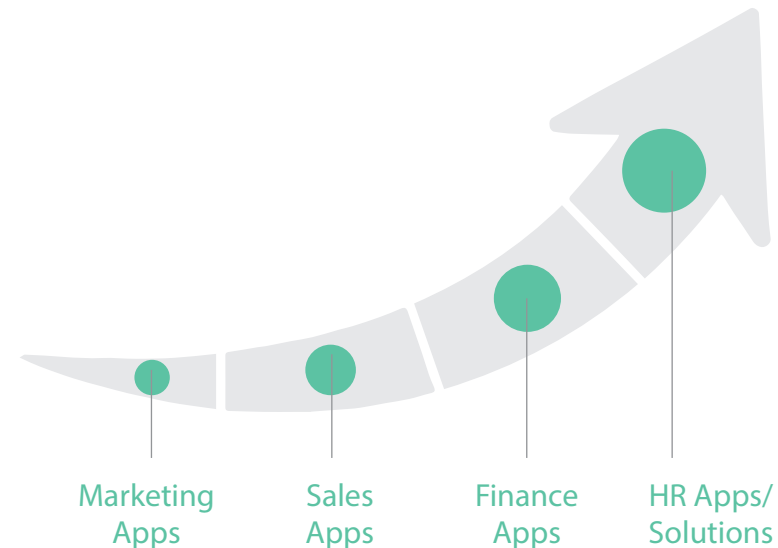 Marketing
Apps
Sales
Apps
Finance
Apps
HR Apps/
Solutions